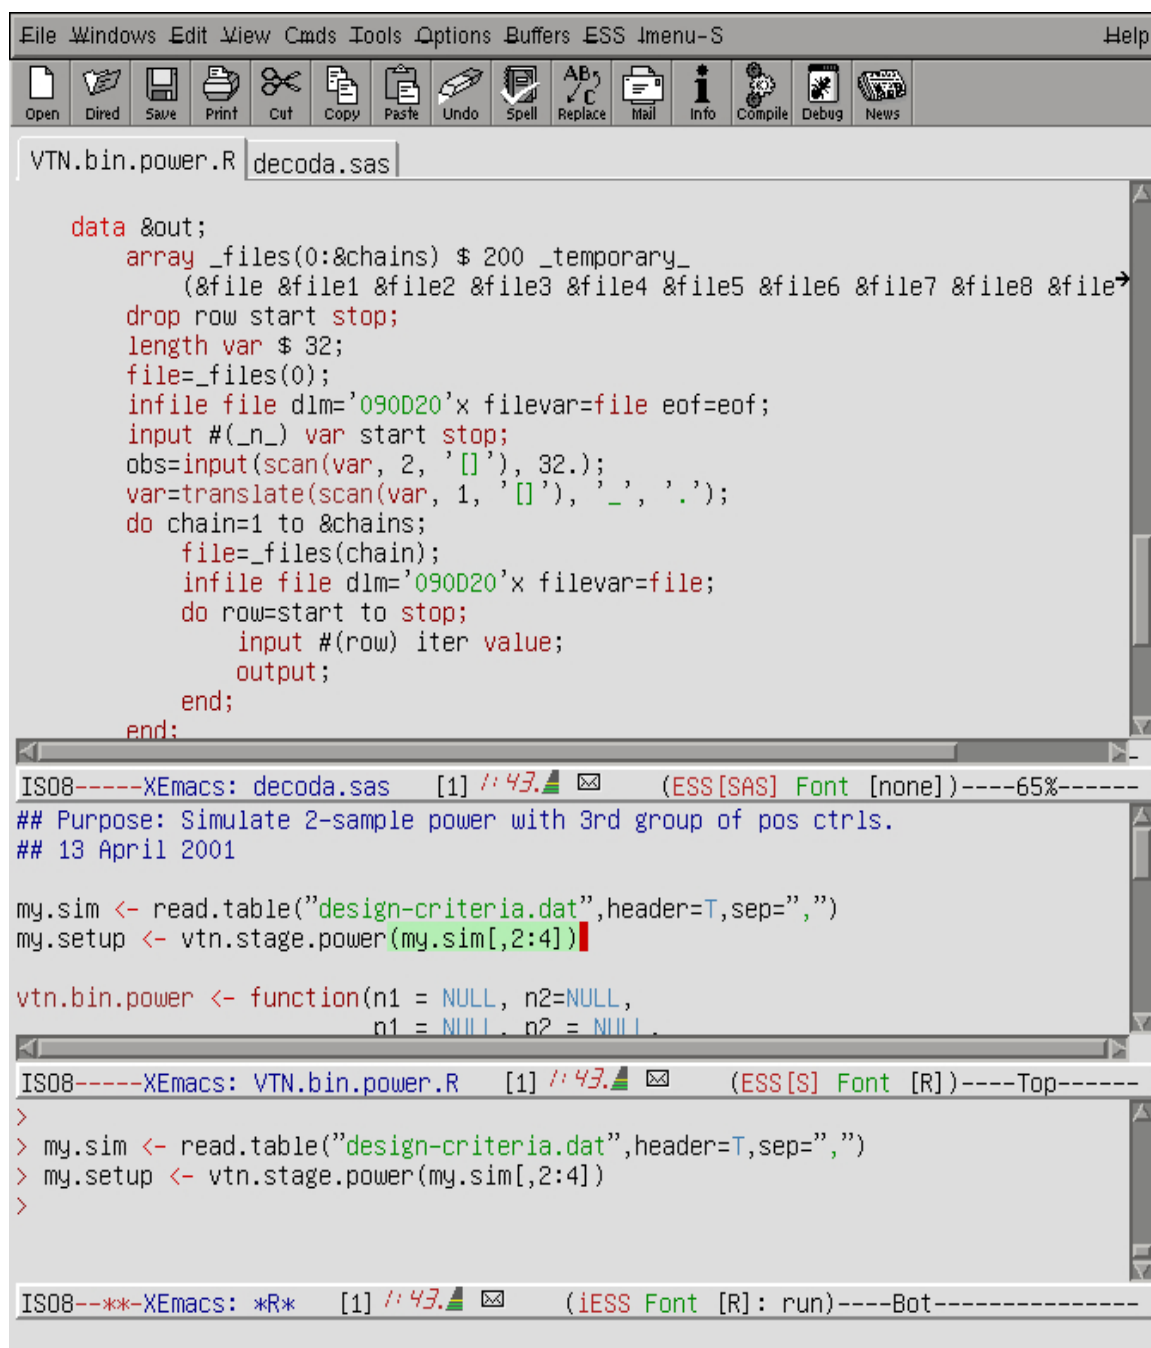 File Windows Edit View Cmds Tools Options Buffers ESS Imenu-S Help
Open Dired Save Print Cut Copy Paste Undo Spell Replace Mail Info Compile Debug News
VTN.bin.power.R decoda.sas
data &out;
array _files(0:&chains) $ 200 _temporary_
(&file &file1 &file2 &file3 &file4 &file5 &file6 &file7 &file8 &file
drop row start stop;
length var $ 32;
file=_files(0);
infile file dlm='090D20'x filevar=file eof=eof;
input #(_n_) var start stop;
obs=input(scan(var, 2, '[]'), 32.);
var=translate(scan(var, 1, '[]'), '_', '.');
do chain=1 to &chains;
file=_files(chain);
infile file dlm='090D20'x filevar=file;
do row=start to stop;
input #(row) iter value;
output;
end;
end;
ISO8-----XEmacs: decoda.sas [1] 1:43 (ESS[SAS] Font [none])----65%------
## Purpose: Simulate 2-sample power with 3rd group of pos ctrls.
## 13 April 2001
my.sim <- read.table("design-criteria.dat",header=T,sep=",")
my.setup <- vtn.stage.power(my.sim[,2:4])
vtn.bin.power <- function(n1 = NULL, n2=NULL,
n1 = NULL, n2 = NULL,
ISO8-----XEmacs: VTN.bin.power.R [1] 1:43 (ESS[S] Font [R])----Top------
>
> my.sim <- read.table("design-criteria.dat",header=T,sep=",")
> my.setup <- vtn.stage.power(my.sim[,2:4])
>
ISO8--**-XEmacs: *R* [1] 1:43 (iESS Font [R]: run)----Bot---------------